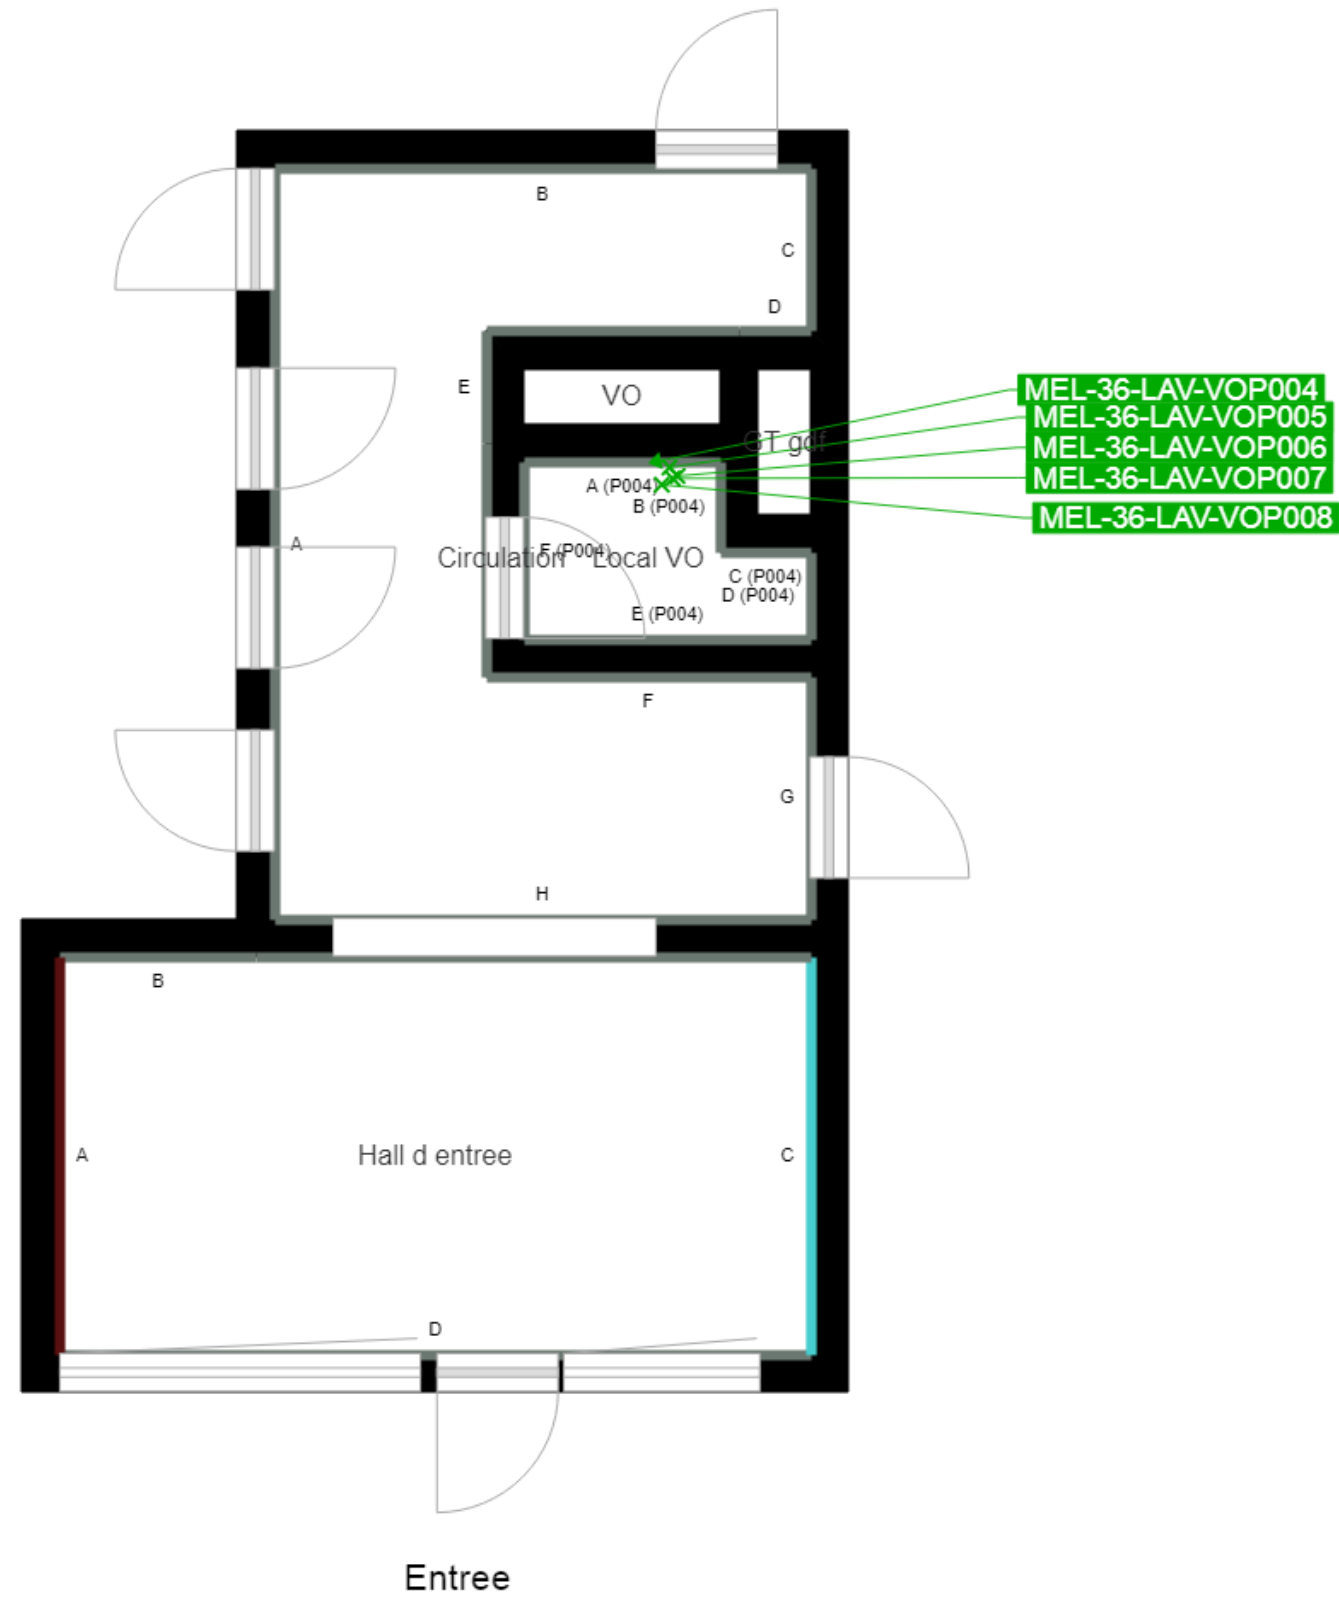 B
C
D
E
VO
GT gdf
MEL-36-LAV-VOP004
MEL-36-LAV-VOP005
MEL-36-LAV-VOP006
MEL-36-LAV-VOP007
MEL-36-LAV-VOP008
A (P004)
B (P004)
A
Circulation
F (P004)
Local VO
C (P004)
D (P004)
E (P004)
F
G
H
B
A
Hall d entree
C
D
Entree